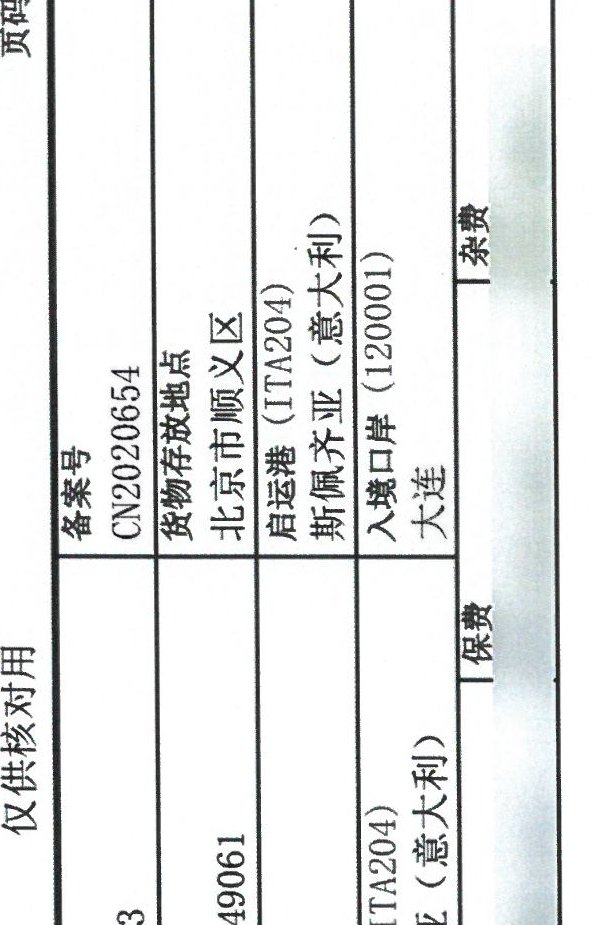 仅供核对用
页码
3
备案号
CN2020654
49061
货物存放地点
北京市顺义区
启运港 (ITA204)
斯佩齐亚（意大利）
ITA204)
亚（意大利）
入境口岸 (120001)
大连
保费
杂费